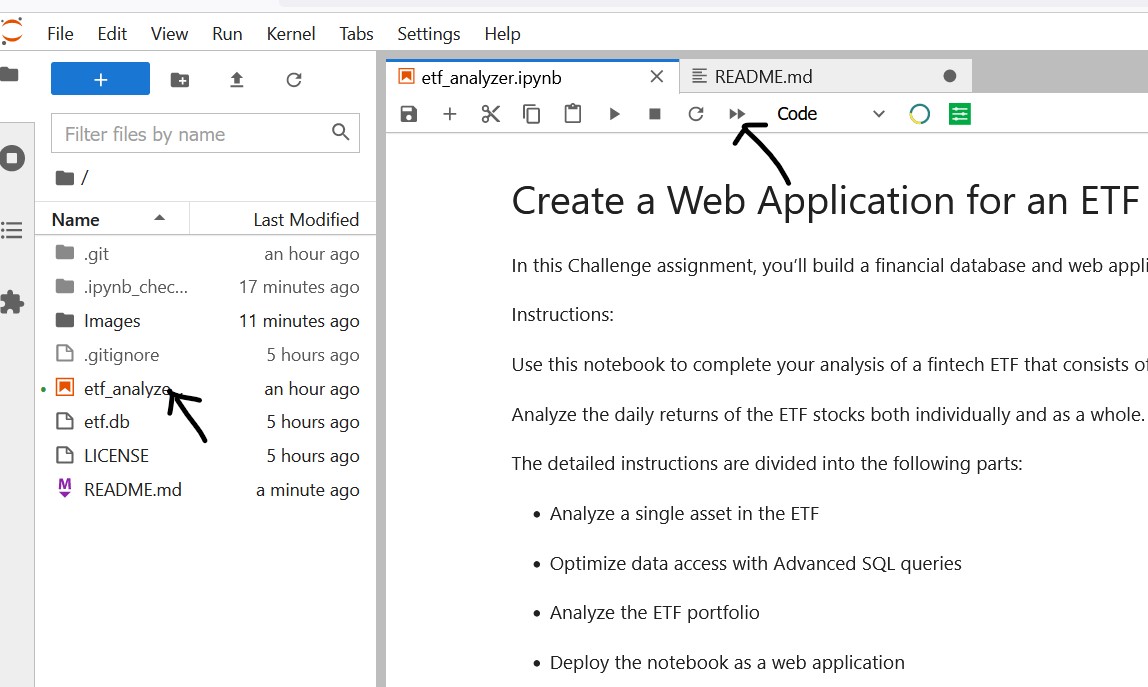 File Edit View Run Kernel Tabs Settings Help
etf_analyzer.ipynb README.md
Code
Filter files by name
/
Name Last Modified
.git an hour ago
.ipynb_chec... 17 minutes ago
Images 11 minutes ago
.gitignore 5 hours ago
etf_analyze an hour ago
etf.db 5 hours ago
LICENSE 5 hours ago
README.md a minute ago
Create a Web Application for an ETF
In this Challenge assignment, you'll build a financial database and web appli
Instructions:
Use this notebook to complete your analysis of a fintech ETF that consists of
Analyze the daily returns of the ETF stocks both individually and as a whole.
The detailed instructions are divided into the following parts:
• Analyze a single asset in the ETF
• Optimize data access with Advanced SQL queries
• Analyze the ETF portfolio
• Deploy the notebook as a web application